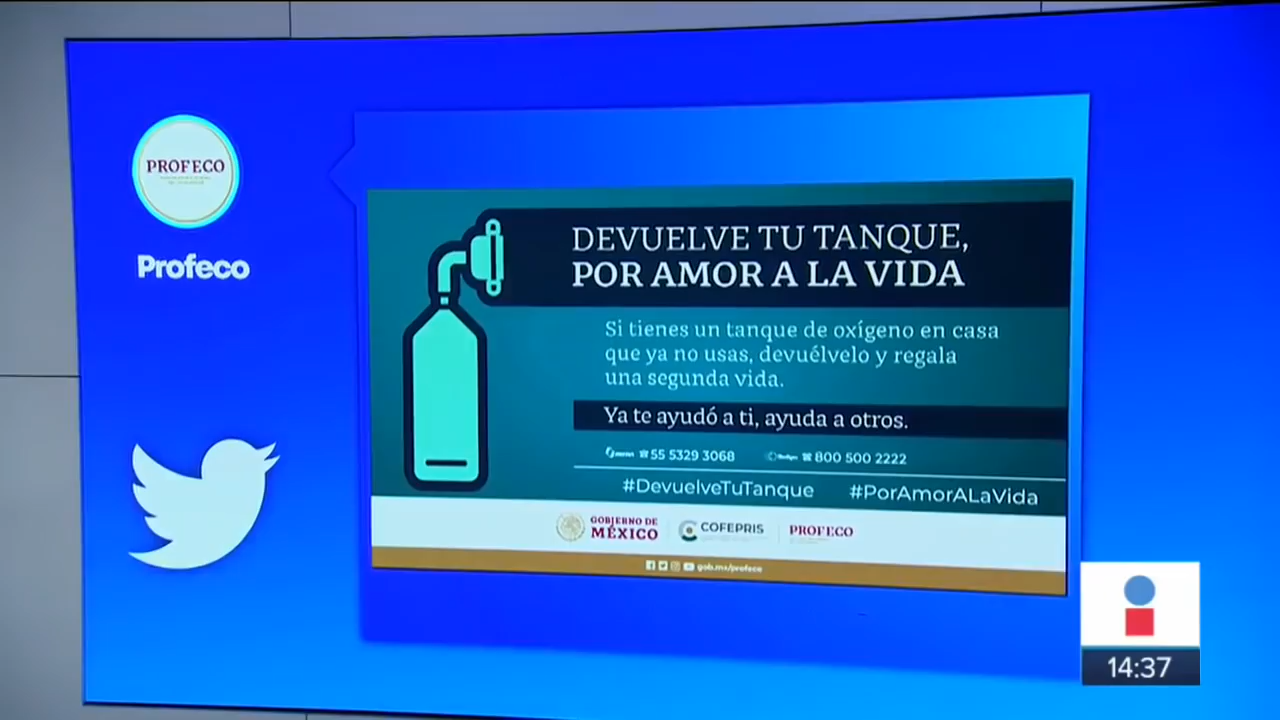 PROFECO
Profeco
DEVUELVE TU TANQUE,
POR AMOR A LA VIDA
Si tienes un tanque de oxígeno en casa
que ya no usas, devuélvelo y regala
una segunda vida.
Ya te ayudó a ti, ayuda a otros.
55 5329 3068
800 500 2222
#DevuelveTuTanque #PorAmorALaVida
GOBIERNO DE
MÉXICO
COFEPRIS
PROFECO
gob.mx/profeco
14:37